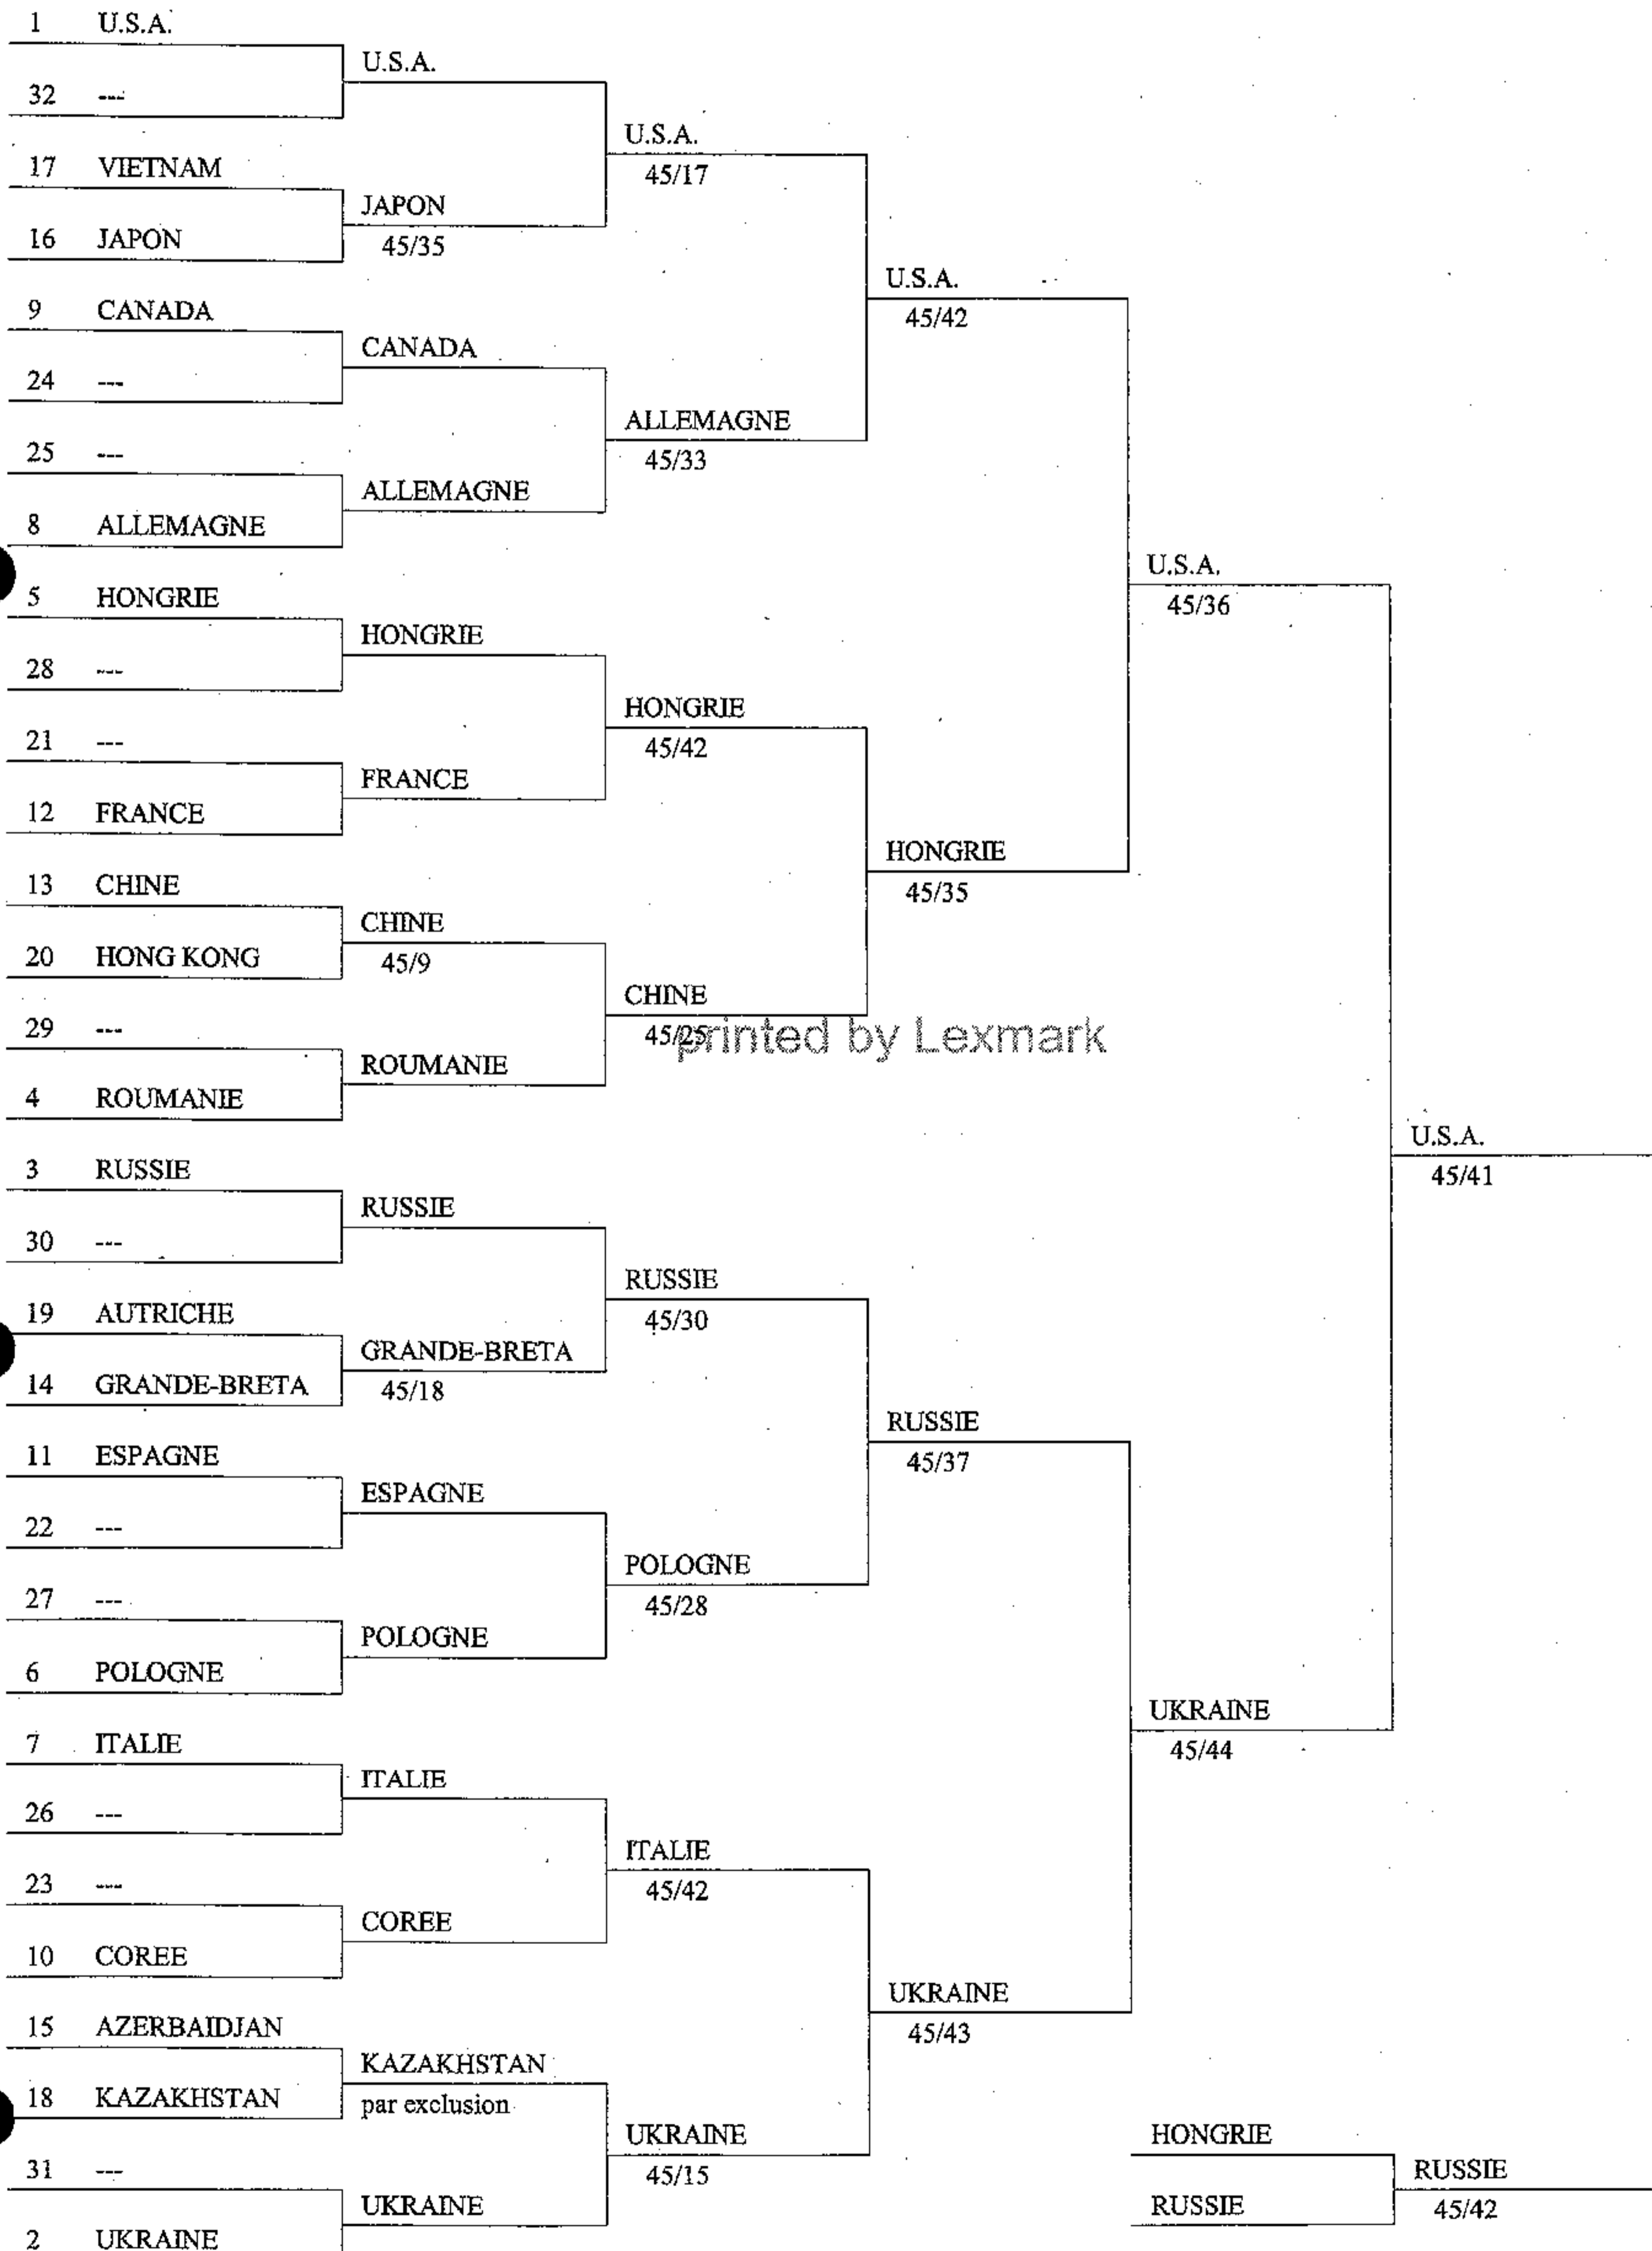 1 U.S.A.
32 ---
17 VIETNAM
16 JAPON
9 CANADA
24 ---
25 ---
8 ALLEMAGNE
5 HONGRIE
28 ---
21 ---
12 FRANCE
13 CHINE
20 HONG KONG
29 ---
4 ROUMANIE
3 RUSSIE
30 ---
19 AUTRICHE
14 GRANDE-BRETA
11 ESPAGNE
22 ---
27 ---
6 POLOGNE
7 ITALIE
26 ---
23 ---
10 COREE
15 AZERBAIDJAN
18 KAZAKHSTAN
31 ---
2 UKRAINE
U.S.A.
JAPON
45/35
CANADA
ALLEMAGNE
HONGRIE
FRANCE
CHINE
45/9
ROUMANIE
RUSSIE
GRANDE-BRETA
45/18
ESPAGNE
POLOGNE
ITALIE
COREE
KAZAKHSTAN
par exclusion
UKRAINE
U.S.A.
45/17
ALLEMAGNE
45/33
HONGRIE
45/42
CHINE
45/25
printed by Lexmark
RUSSIE
45/30
POLOGNE
45/28
ITALIE
45/42
UKRAINE
45/15
U.S.A.
45/42
HONGRIE
45/35
RUSSIE
45/37
UKRAINE
45/43
U.S.A.
45/36
UKRAINE
45/44
U.S.A.
45/41
HONGRIE
RUSSIE
RUSSIE
45/42